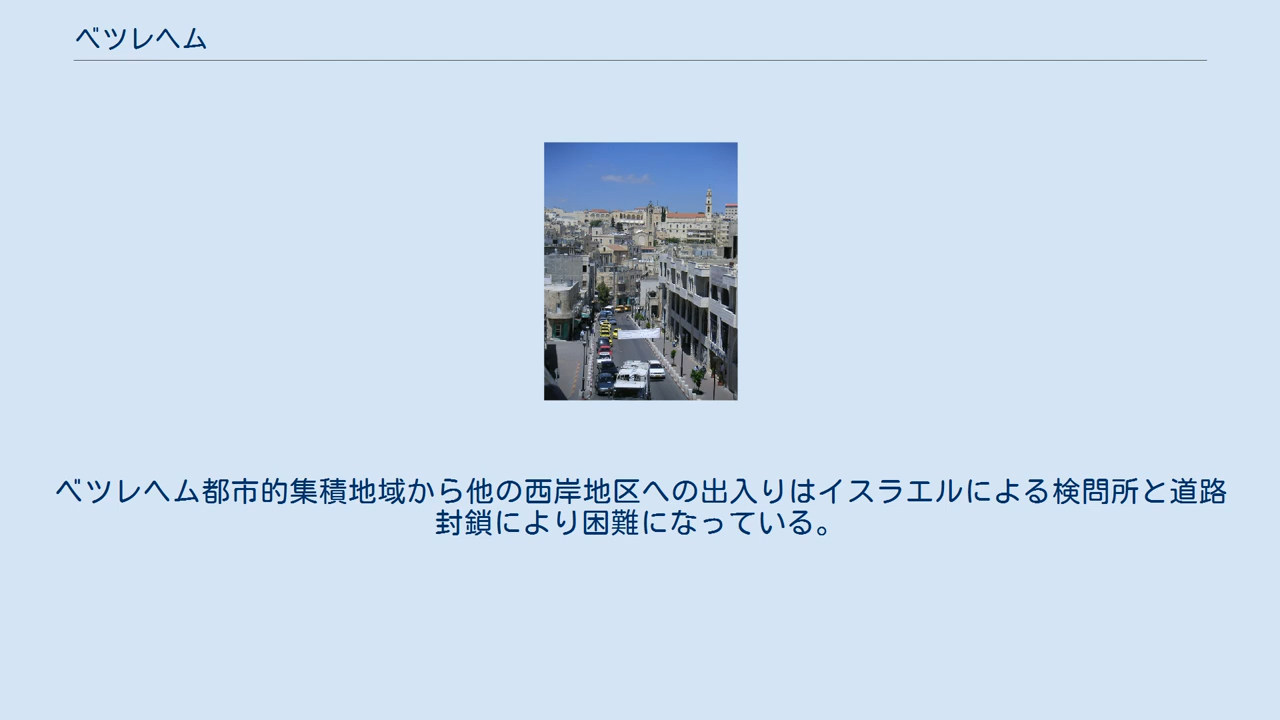 ベツレヘム
ベツレヘム都市的集積地域から他の西岸地区への出入りはイスラエルによる検問所と道路
封鎖により困難になっている。